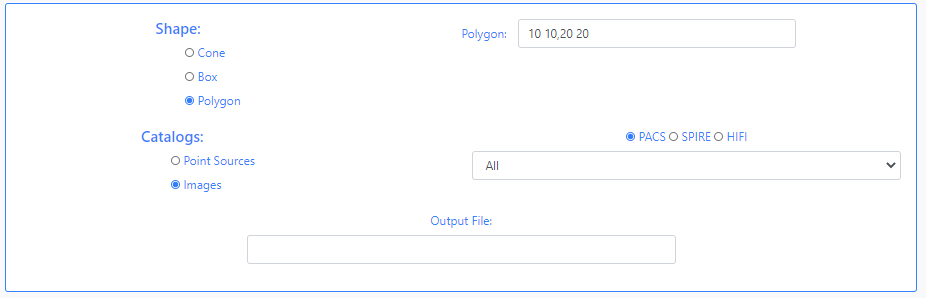 Shape:
Polygon: 10 10,20 20
Cone
Box
Polygon
Catalogs:
PACS SPIRE HIFI
Point Sources
All
Images
Output File: